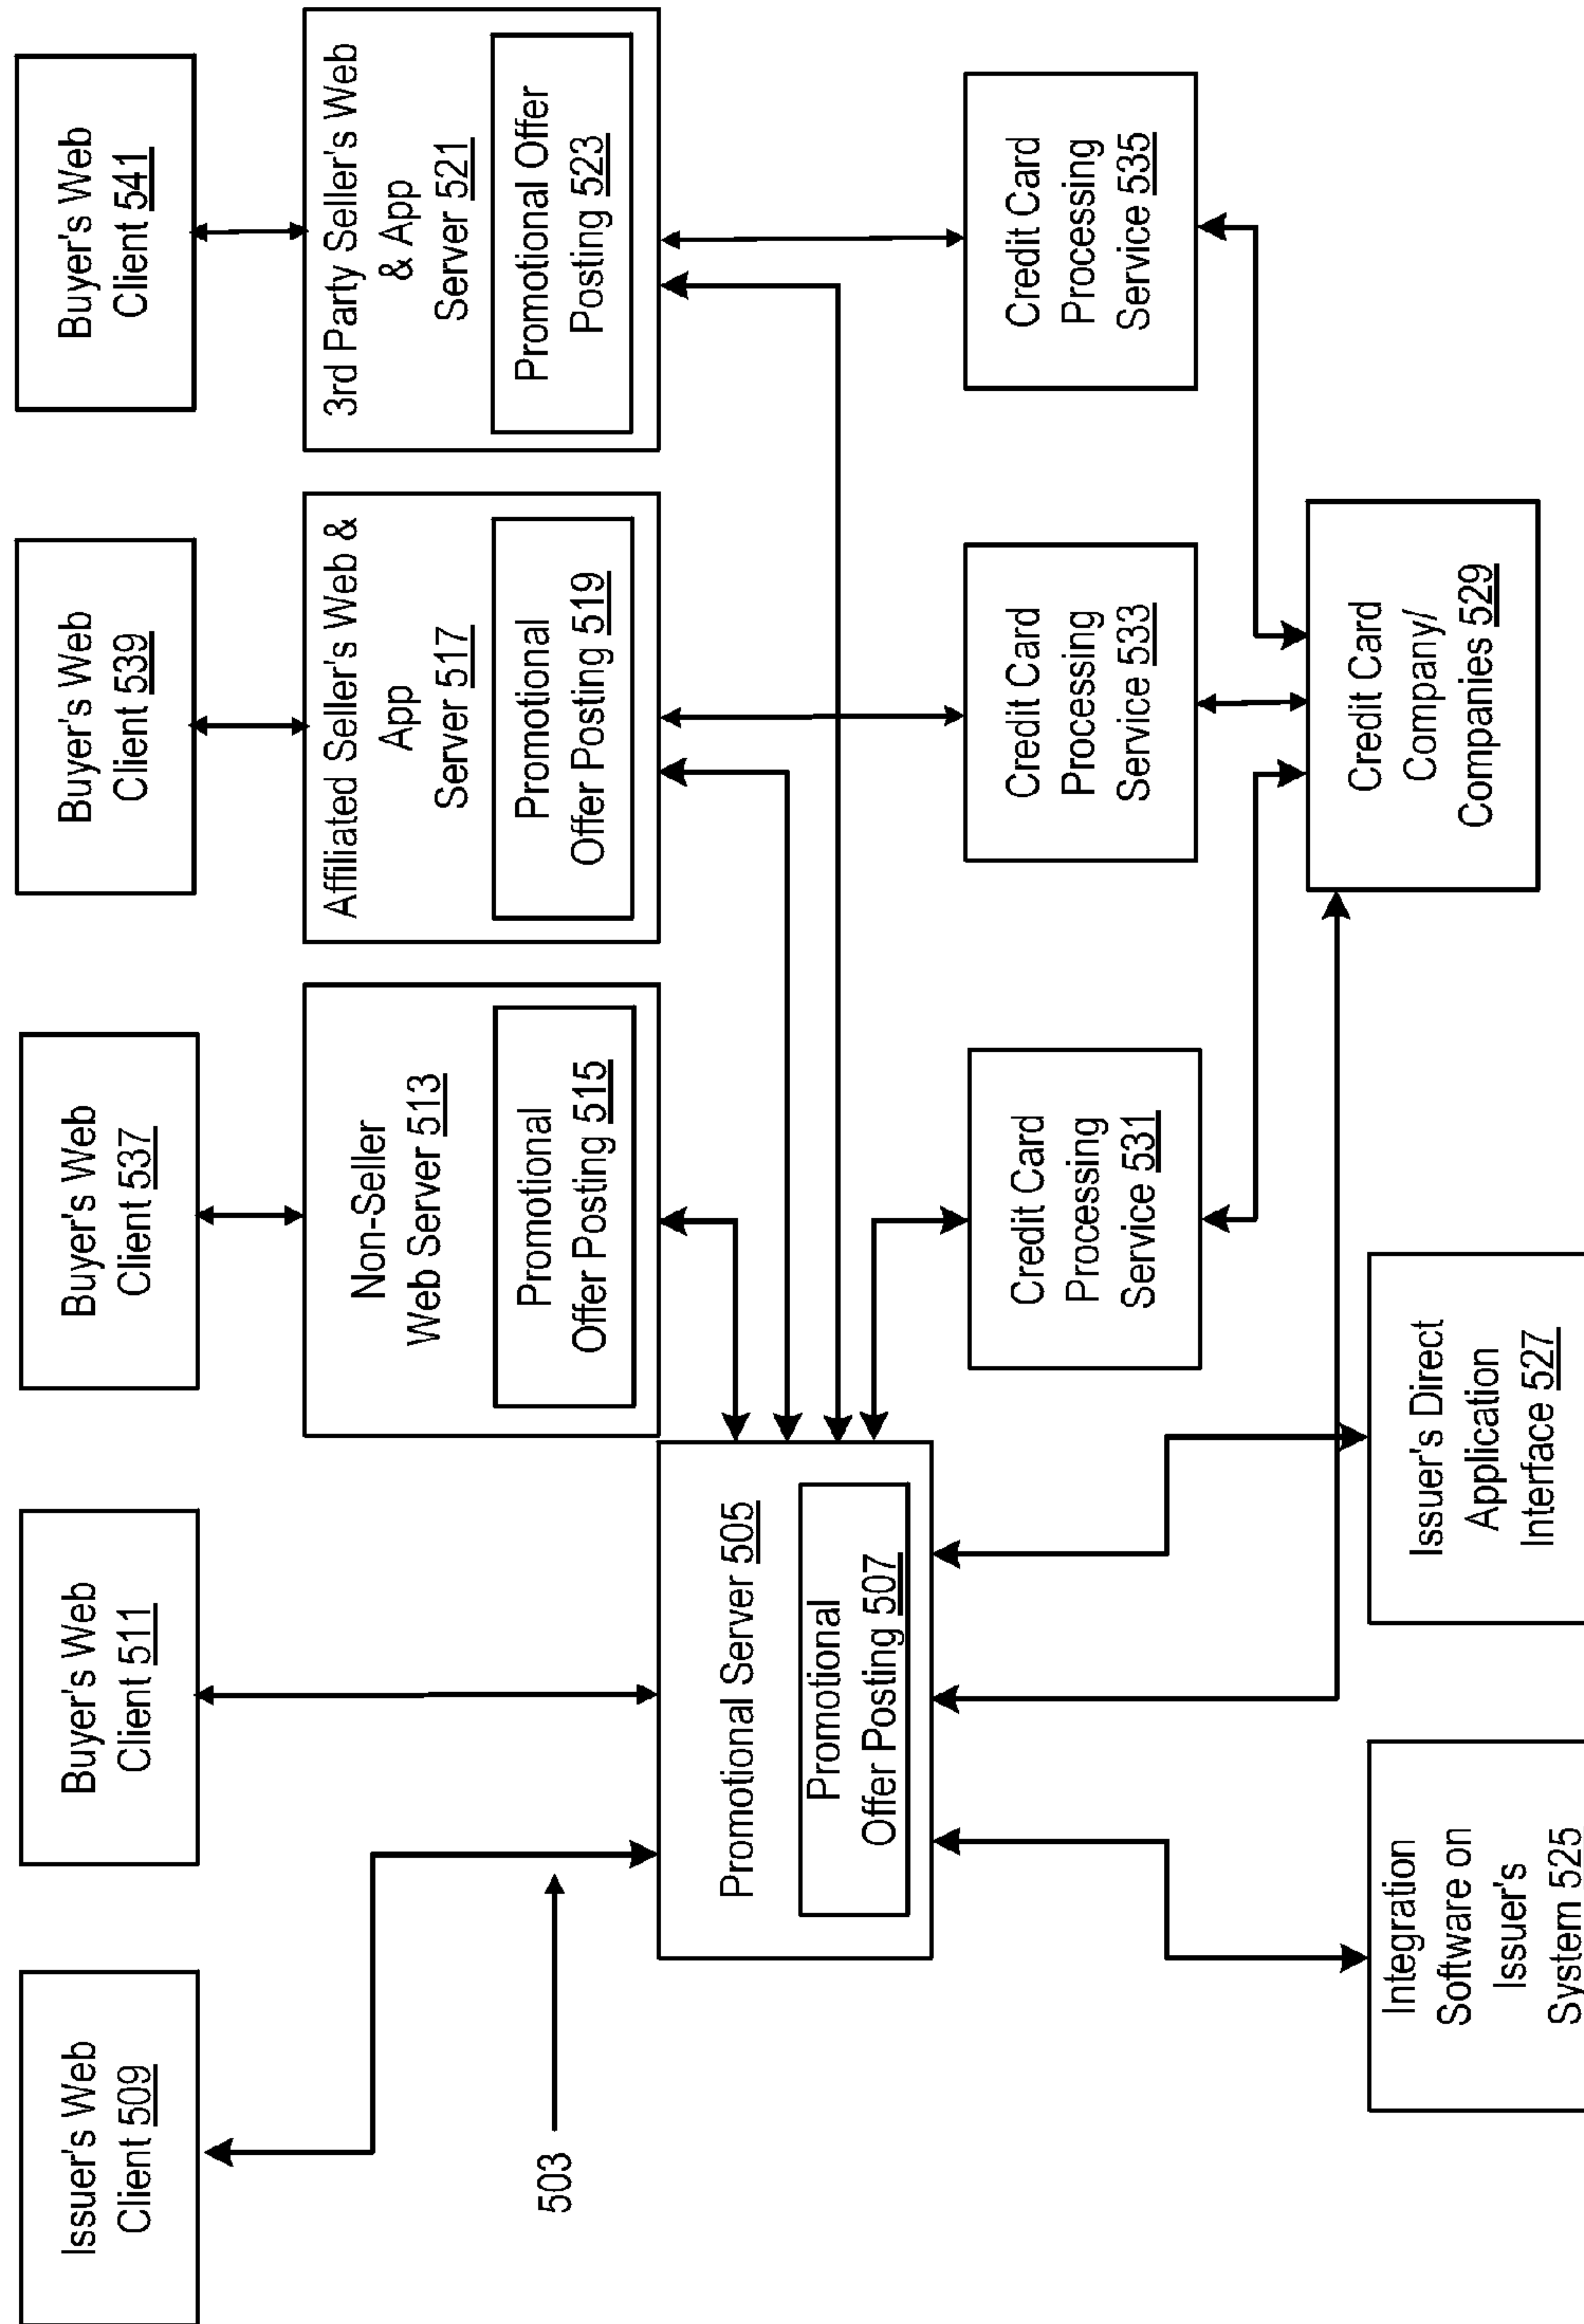 Issuer's Web
Client 509
Buyer's Web
Client 511
Buyer's Web
Client 537
Buyer's Web
Client 539
Buyer's Web
Client 541
503
Non-Seller
Web Server 513
Promotional
Offer Posting 515
Affiliated Seller's Web &
App
Server 517
Promotional
Offer Posting 519
3rd Party Seller's Web
& App
Server 521
Promotional Offer
Posting 523
Promotional Server 505
Promotional
Offer Posting 507
Credit Card
Processing
Service 531
Credit Card
Processing
Service 533
Credit Card
Processing
Service 535
Integration
Software on
Issuer's
System 525
Issuer's Direct
Application
Interface 527
Credit Card
Company/
Companies 529